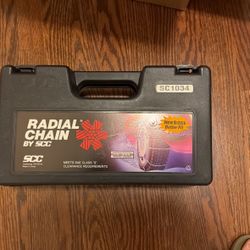 SC1034
RADIAL
CHAIN
BY SCC
SCC
MEETS SAE CLASS "S"
CLEARANCE REQUIREMENTS